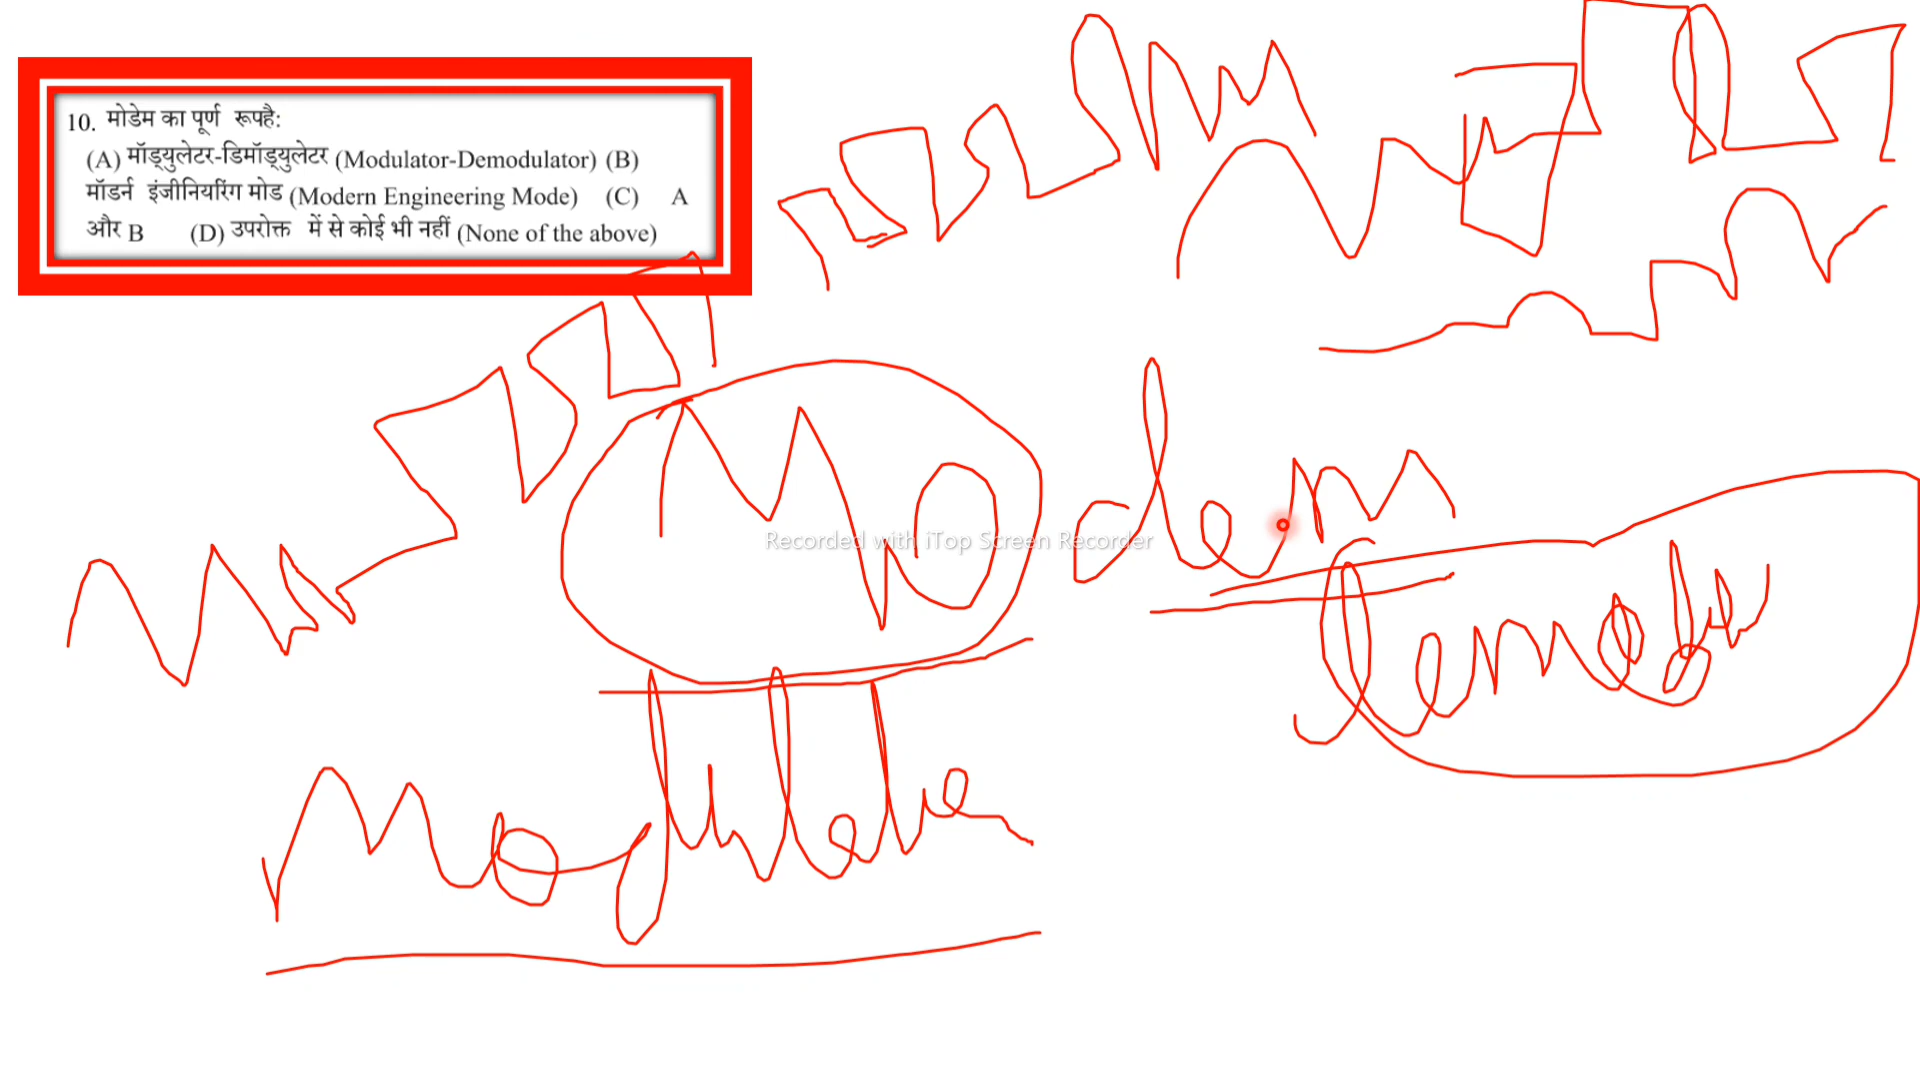 10. मोडेम का पूर्ण रूपहै:
(A) मॉड्युलेटर-डिमॉड्युलेटर (Modulator-Demodulator) (B)
मॉडर्न इंजीनियरिंग मोड (Modern Engineering Mode) (C) A
और B (D) उपरोक्त में से कोई भी नहीं (None of the above)
Modem
Recorded with iTop Screen Recorder